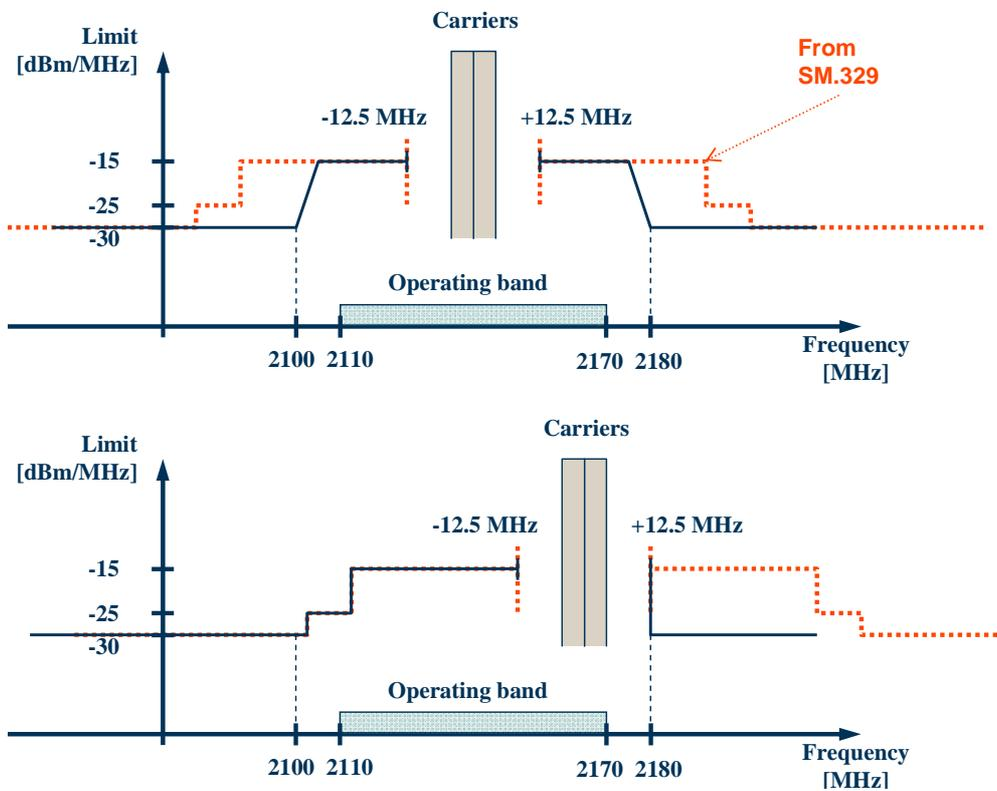 Carriers
Limit
[dBm/MHz]
From
SM.329
-12.5 MHz
+12.5 MHz
-15
-25
-30
Operating band
2100
2110
2170
2180
Frequency
[MHz]
Carriers
Limit
[dBm/MHz]
-12.5 MHz
+12.5 MHz
-15
-25
-30
Operating band
2100
2110
2170
2180
Frequency
[MHz]